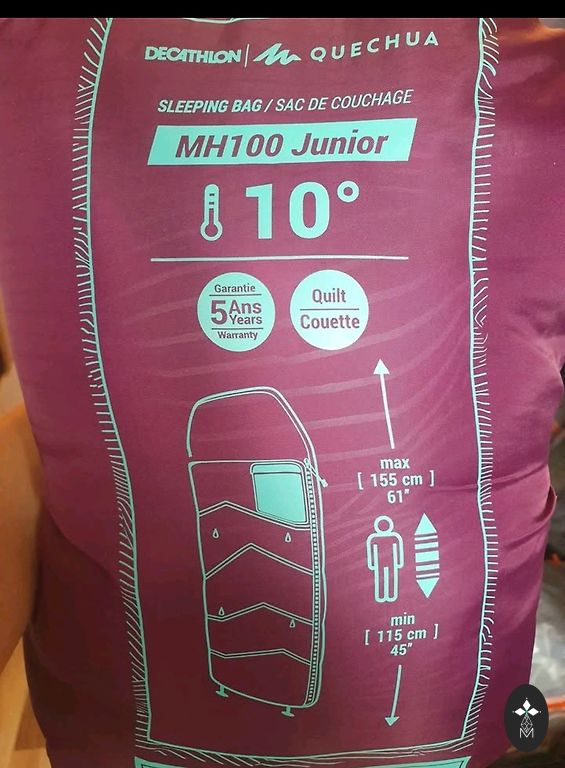 DECATHLON | QUECHUA
SLEEPING BAG / SAC DE COUCHAGE
MH100 Junior
10°
Garantie
5 Ans
Years
Warranty
Quilt
Couette
max
[ 155 cm ]
61"
min
[ 115 cm ]
45"
M